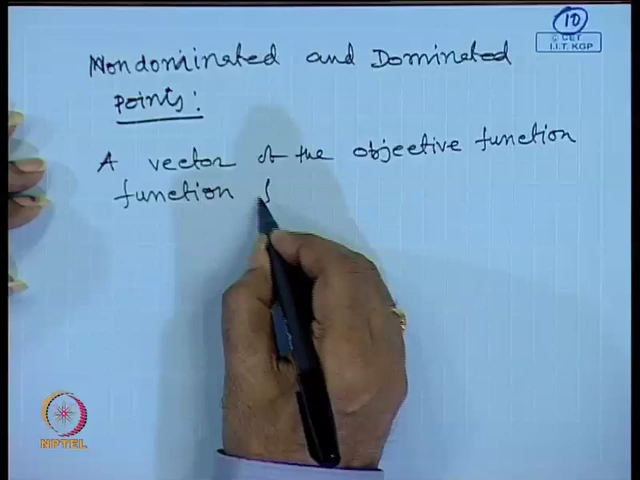 10
© CET
I.I.T. KGP
Nondominated and Dominated
points:
A vector of the objective function
function f
NPTEL